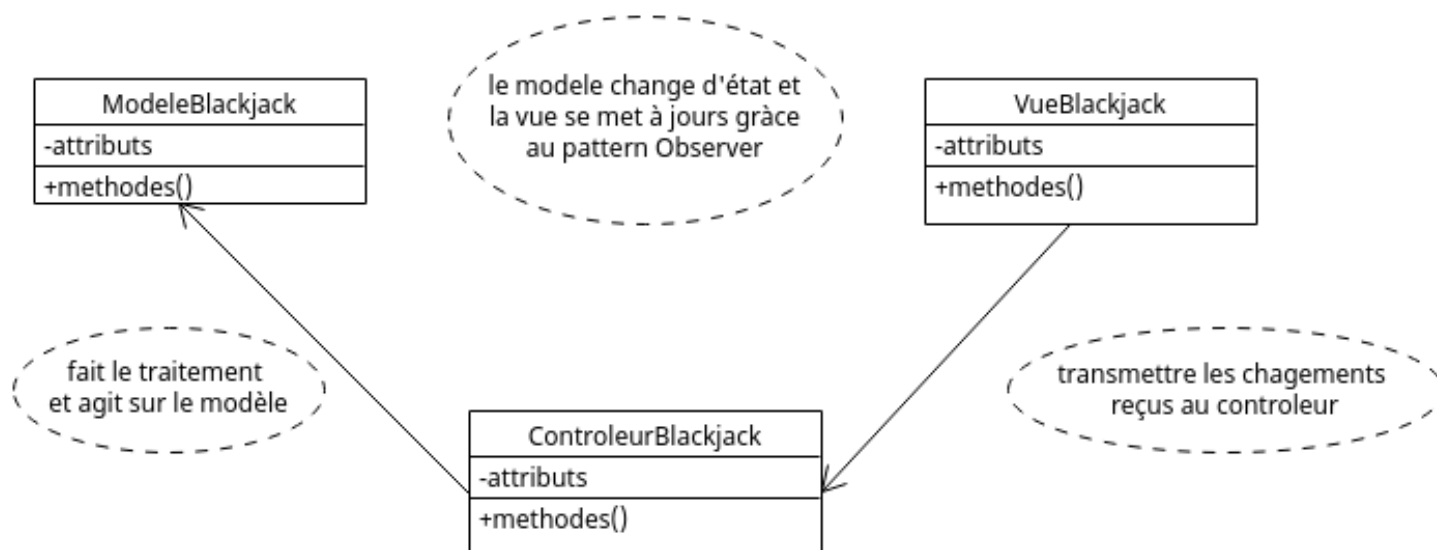 ModeleBlackjack
-attributs
+methodes()
le modele change d'état et
la vue se met à jours gràce
au pattern Observer
VueBlackjack
-attributs
+methodes()
fait le traitement
et agit sur le modèle
ControleurBlackjack
-attributs
+methodes()
transmettre les chagements
reçus au controleur